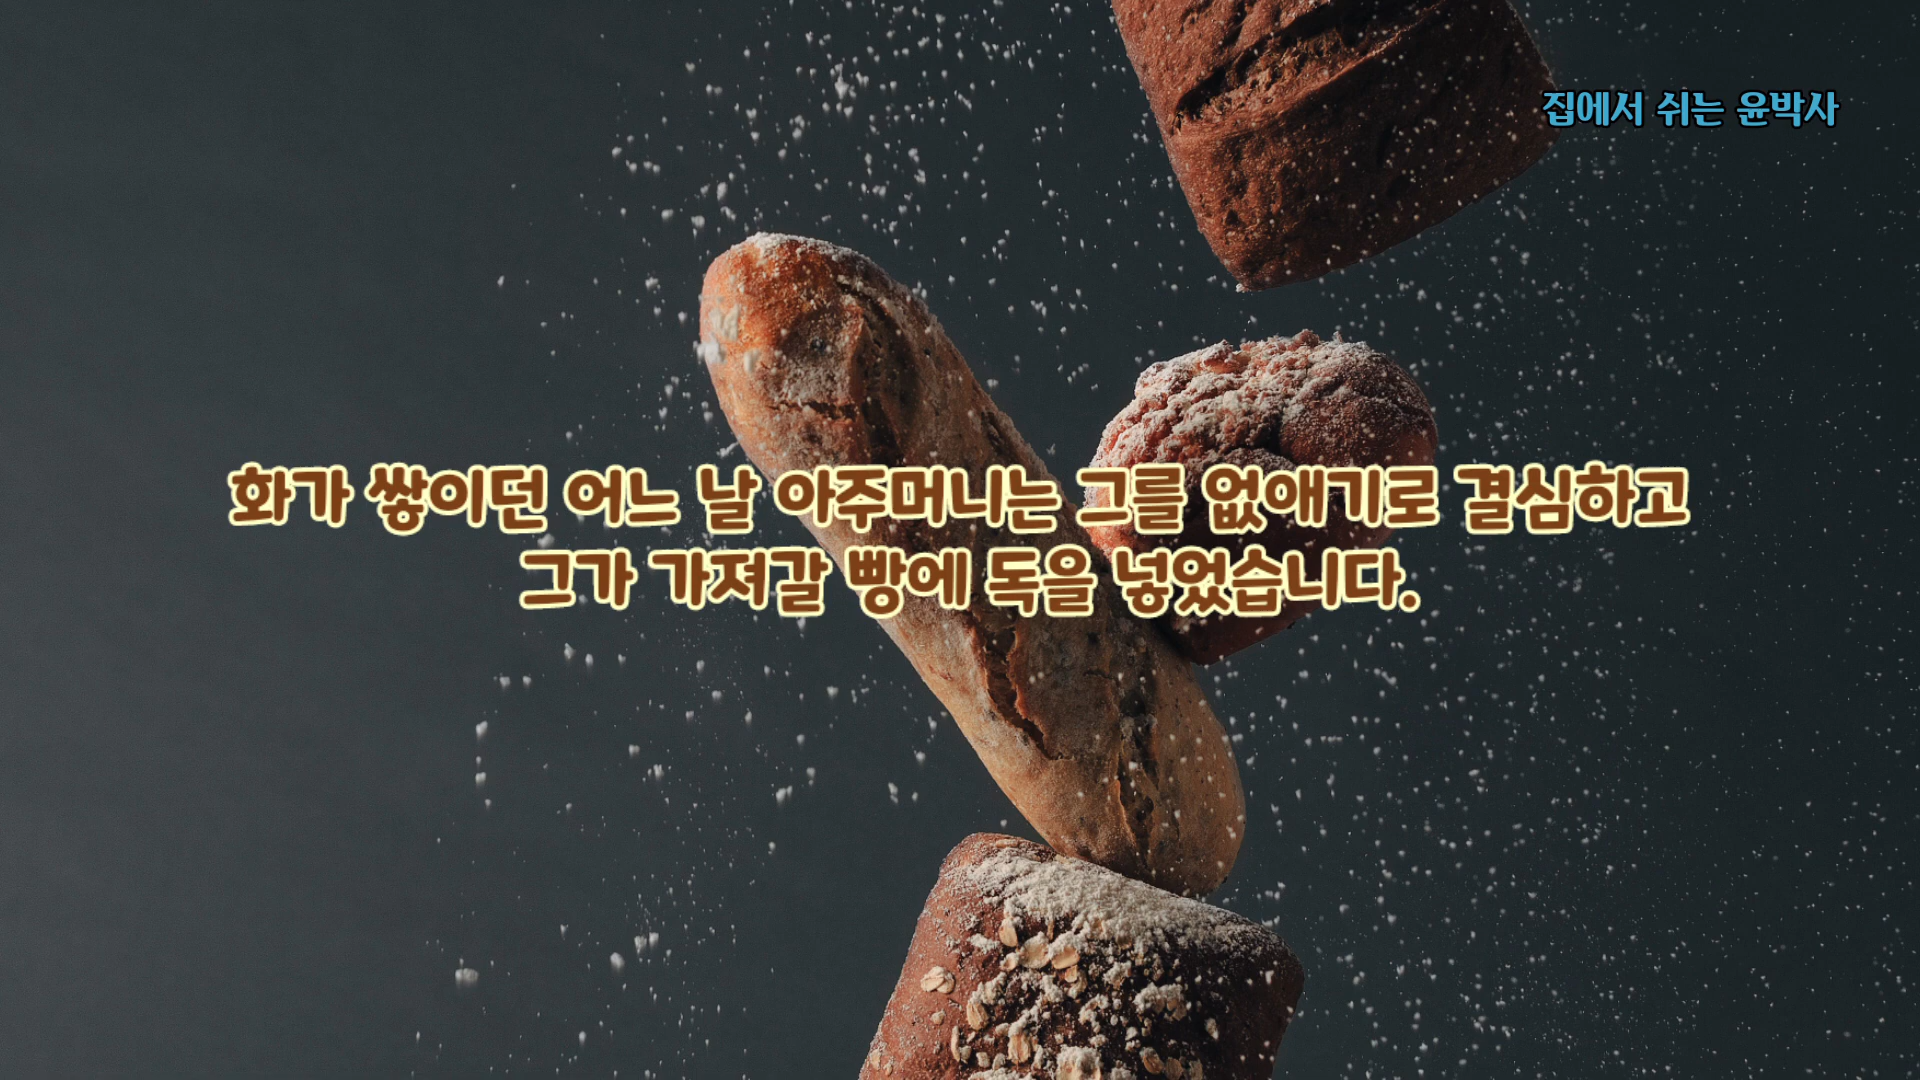 집에서 쉬는 윤박사
화가 쌓이던 어느 날 아주머니는 그를 없애기로 결심하고
그가 가져갈 빵에 독을 넣었습니다.